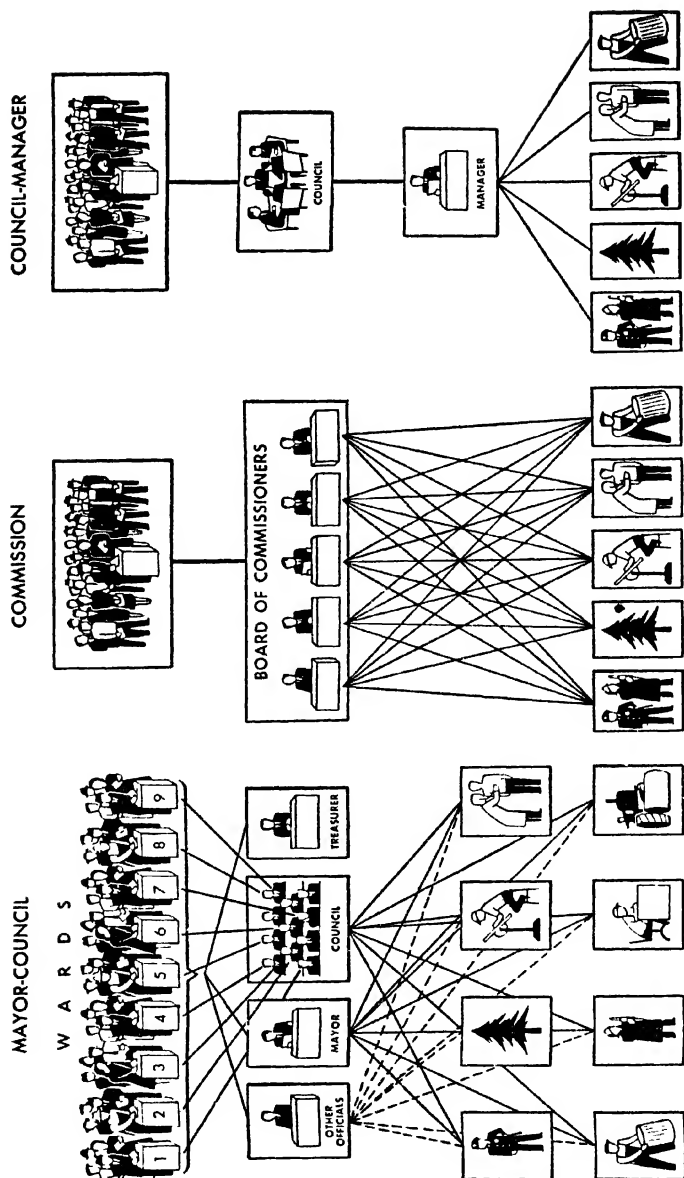 MAYOR-COUNCIL
WARDS
1 2 3 4 5 6 7 8 9
OTHER
OFFICIALS
MAYOR
COUNCIL
TREASURER
COMMISSION
BOARD OF COMMISSIONERS
COUNCIL-MANAGER
COUNCIL
MANAGER